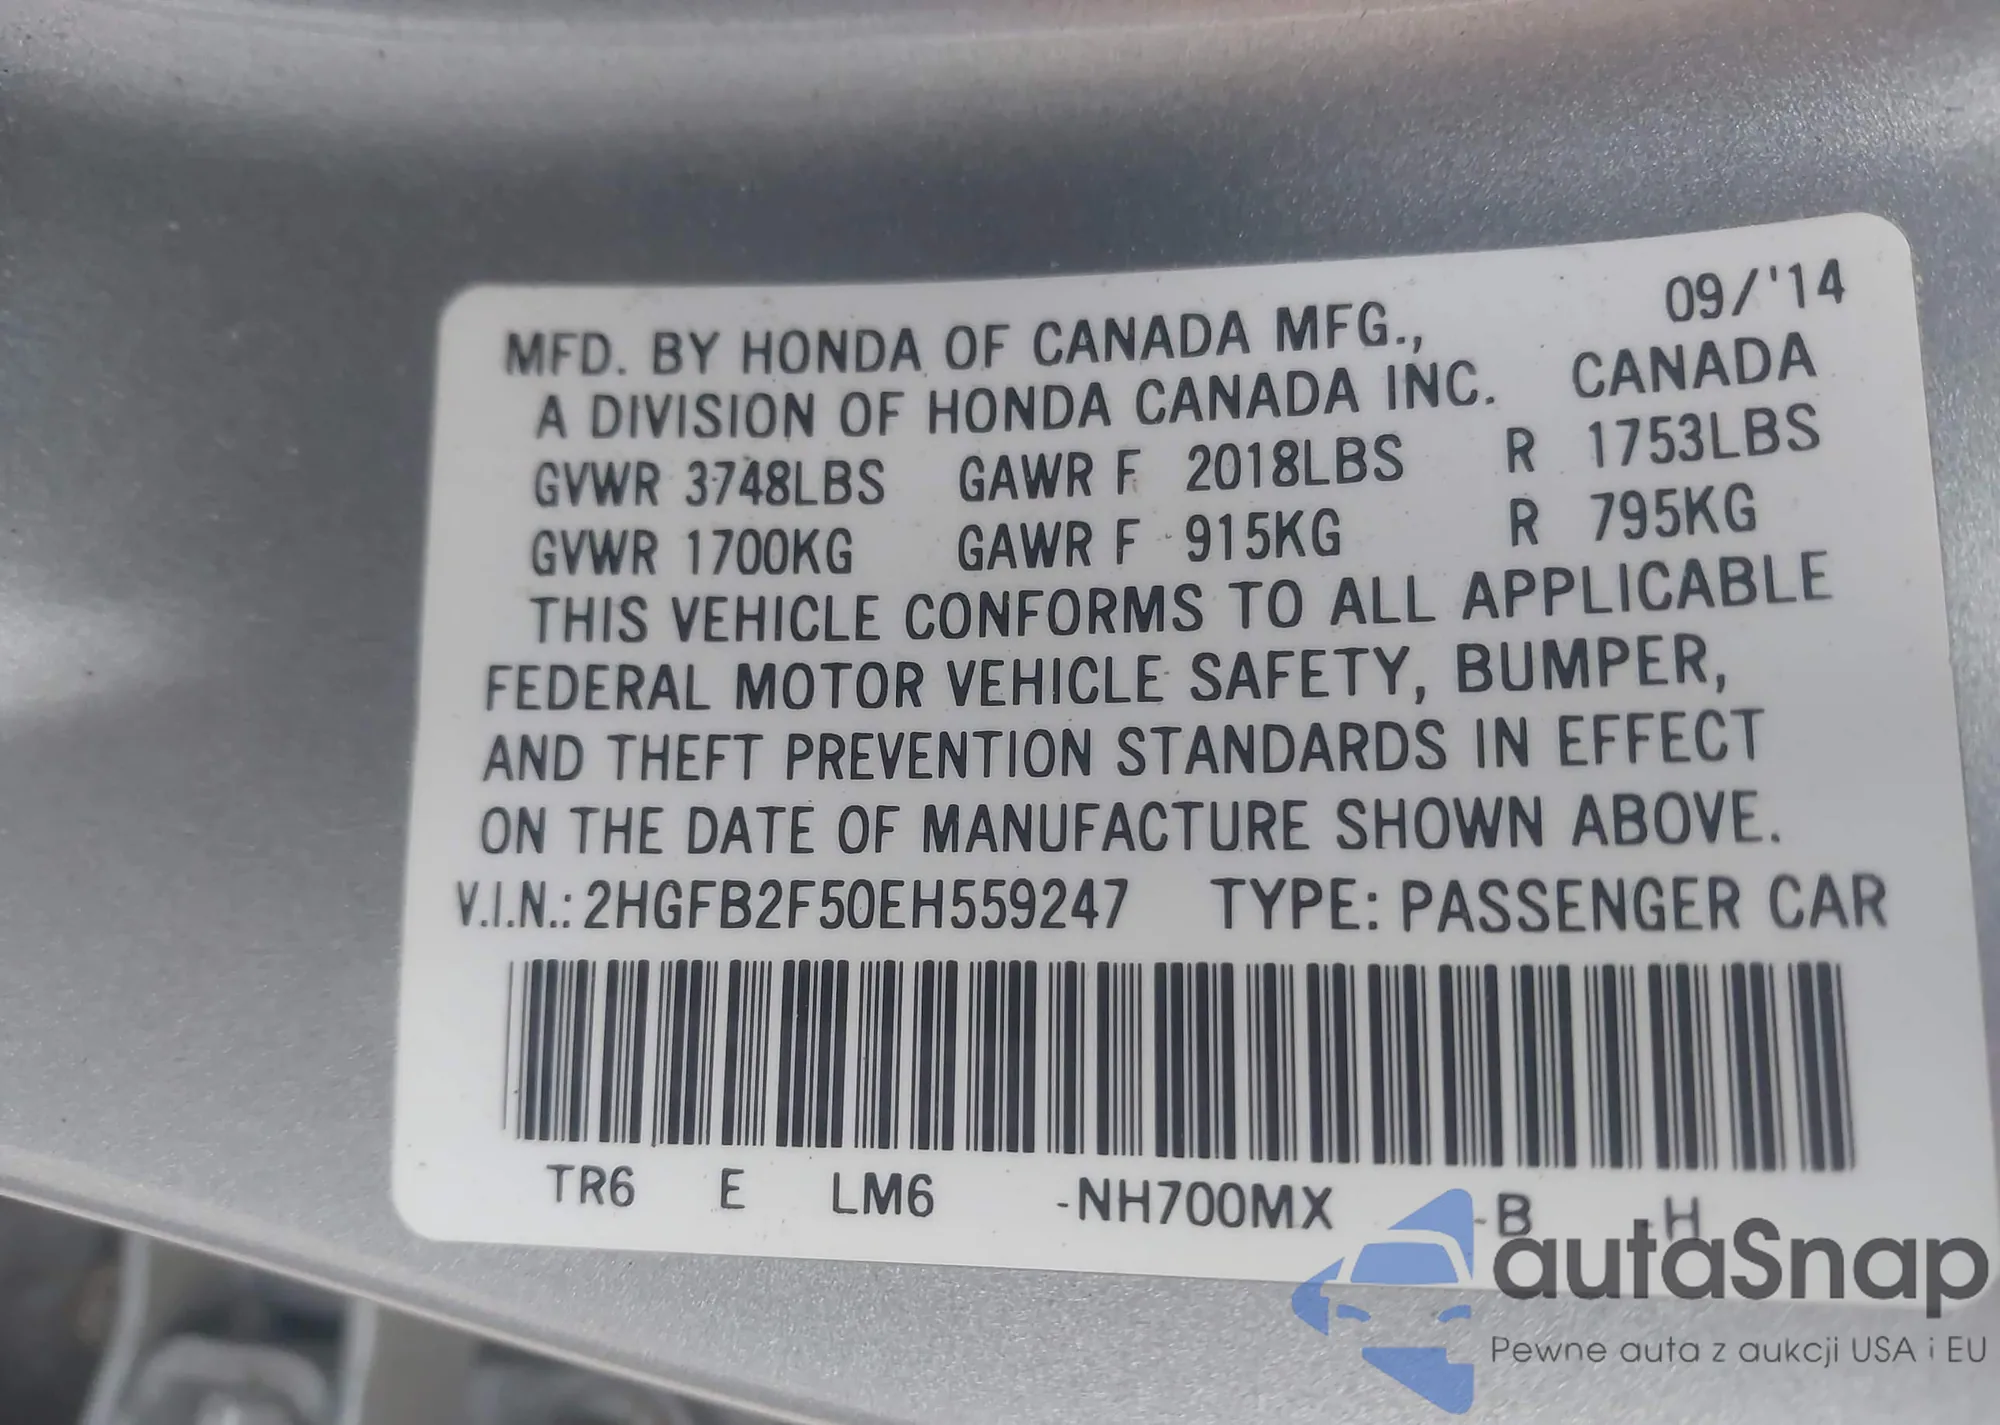 09/'14
MFD. BY HONDA OF CANADA MFG.,
A DIVISION OF HONDA CANADA INC. CANADA
GVWR 3748LBS GAWR F 2018LBS R 1753LBS
GVWR 1700KG GAWR F 915KG R 795KG
THIS VEHICLE CONFORMS TO ALL APPLICABLE
FEDERAL MOTOR VEHICLE SAFETY, BUMPER,
AND THEFT PREVENTION STANDARDS IN EFFECT
ON THE DATE OF MANUFACTURE SHOWN ABOVE.
V.I.N.: 2HGFB2F50EH559247 TYPE: PASSENGER CAR
TR6 E LM6 -NH700MX -B -H
autaSnap
Pewne auta z aukcji USA i EU